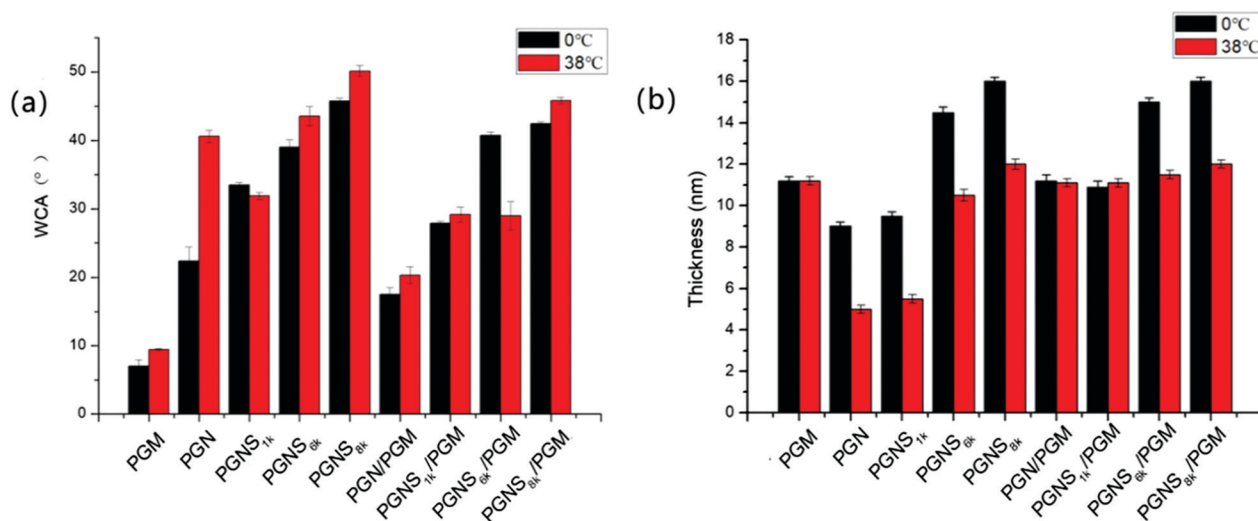 (a)
WCA (°)
50
40
30
20
10
0
0℃
38℃
PGM
PGN
PGNS1k
PGNS6k
PGNS8k
PGN/PGM
PGNS1k/PGM
PGNS6k/PGM
PGNS8k/PGM
(b)
Thickness (nm)
18
16
14
12
10
8
6
4
2
0
0℃
38℃
PGM
PGN
PGNS1k
PGNS6k
PGNS8k
PGN/PGM
PGNS1k/PGM
PGNS6k/PGM
PGNS8k/PGM